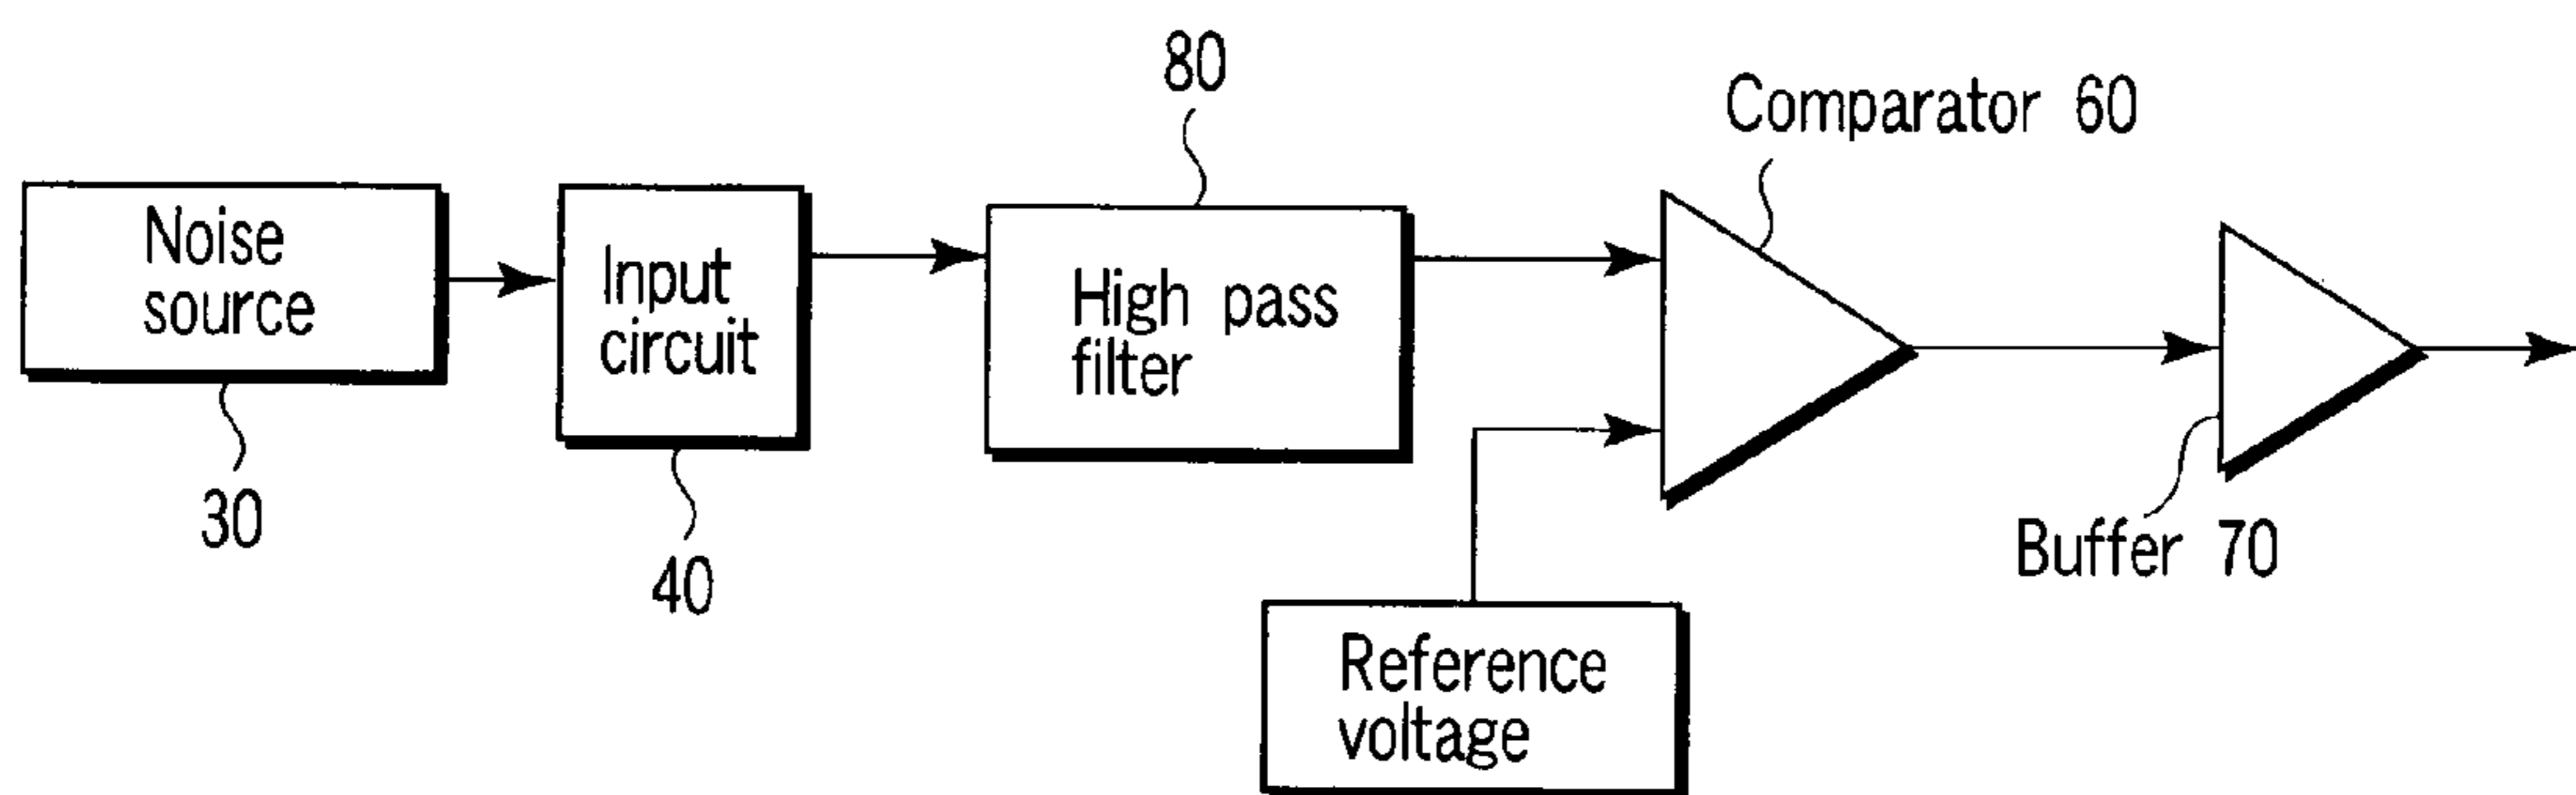 80
Comparator 60
Noise
source
Input
circuit
High pass
filter
30
40
Buffer 70
Reference
voltage